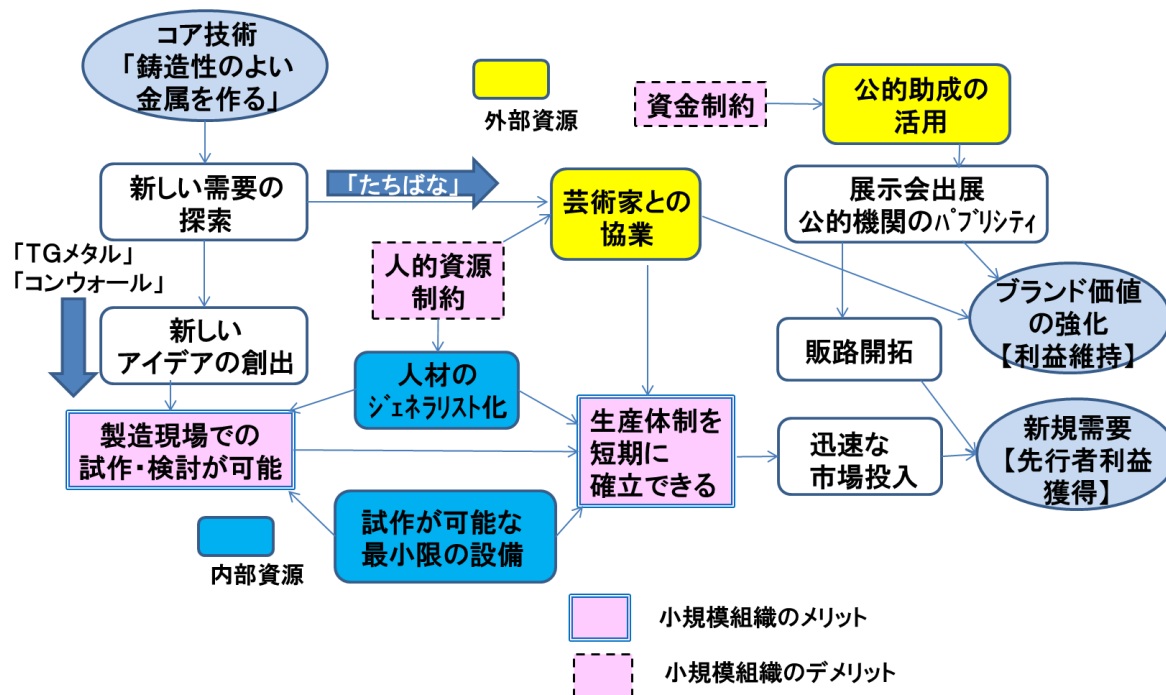 コア技術
「鋳造性のよい
金属を作る」
外部資源
資金制約
公的助成の
活用
新しい需要の
探索
「たちばな」
芸術家との
協業
展示会出展
公的機関のﾊﾟﾌﾞﾘｼﾃｨ
「TGメタル」
「コンウォール」
人的資源
制約
新しい
アイデアの創出
販路開拓
ブランド価値
の強化
【利益維持】
人材の
ｼﾞｪﾈﾗﾘｽﾄ化
製造現場での
試作・検討が可能
生産体制を
短期に
確立できる
迅速な
市場投入
新規需要
【先行者利益
獲得】
試作が可能な
最小限の設備
内部資源
小規模組織のメリット
小規模組織のデメリット